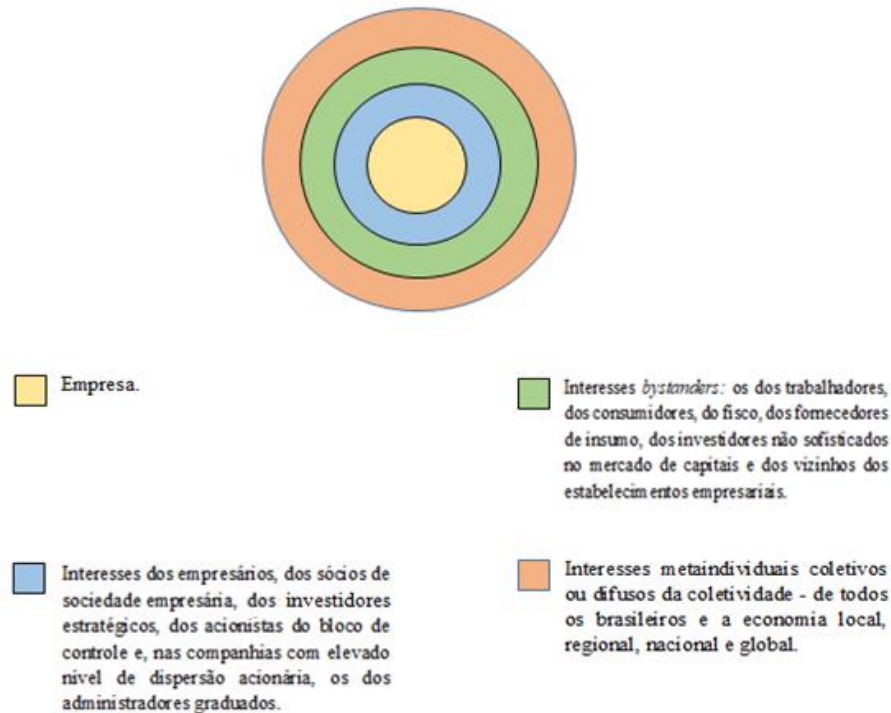 Empresa.
Interesses bystanders: os dos trabalhadores,
dos consumidores, do fisco, dos fornecedores
de insumo, dos investidores não sofisticados
no mercado de capitais e dos vizinhos dos
estabelecimentos empresariais.
Interesses dos empresários, dos sócios de
sociedade empresária, dos investidores
estratégicos, dos acionistas do bloco de
controle e, nas companhias com elevado
nível de dispersão acionária, os dos
administradores graduados.
Interesses metaindividuais coletivos
ou difusos da coletividade - de todos
os brasileiros e a economia local,
regional, nacional e global.